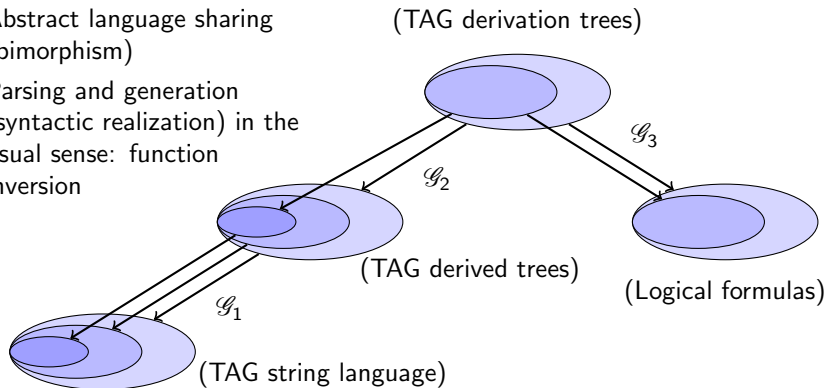 Abstract language sharing
(bimorphism)
Parsing and generation
(syntactic realization) in the
usual sense: function
inversion
(TAG derivation trees)
𝒢3
𝒢2
(TAG derived trees)
(Logical formulas)
𝒢1
(TAG string language)